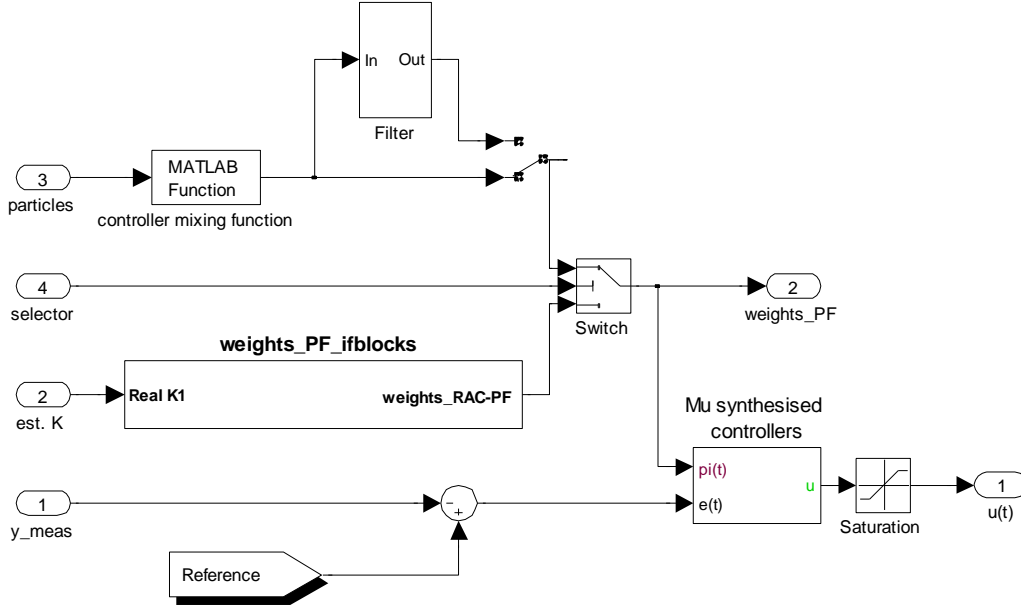 In Out
Filter
3
particles
MATLAB
Function
controller mixing function
4
selector
Switch
2
weights_PF
weights_PF_ifblocks
2
est. K
Real K1
weights_RAC-PF
Mu synthesised
controllers
pi(t)
e(t)
u
Saturation
1
u(t)
1
y_meas
-
+
Reference